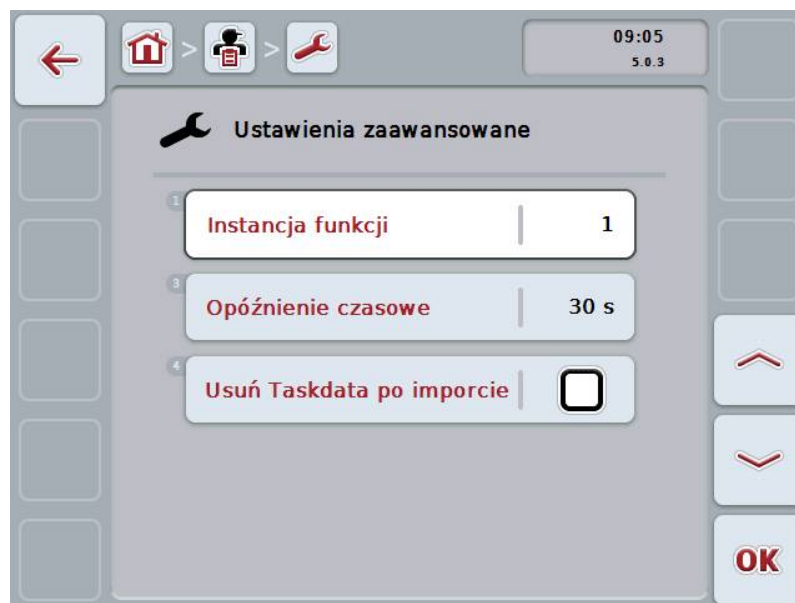 09:05
5.0.3
Ustawienia zaawansowane
1
Instancja funkcji 1
3
Opóźnienie czasowe 30 s
4
Usuń Taskdata po imporcie
OK